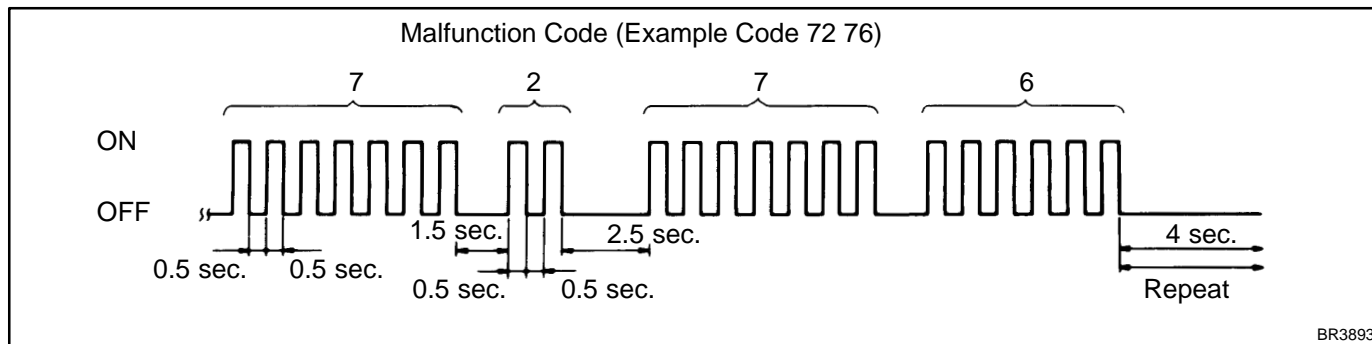 Malfunction Code (Example Code 72 76)
7 2 7 6
ON
OFF
1.5 sec. 2.5 sec. 4 sec.
0.5 sec. 0.5 sec. 0.5 sec. 0.5 sec. Repeat
BR3893